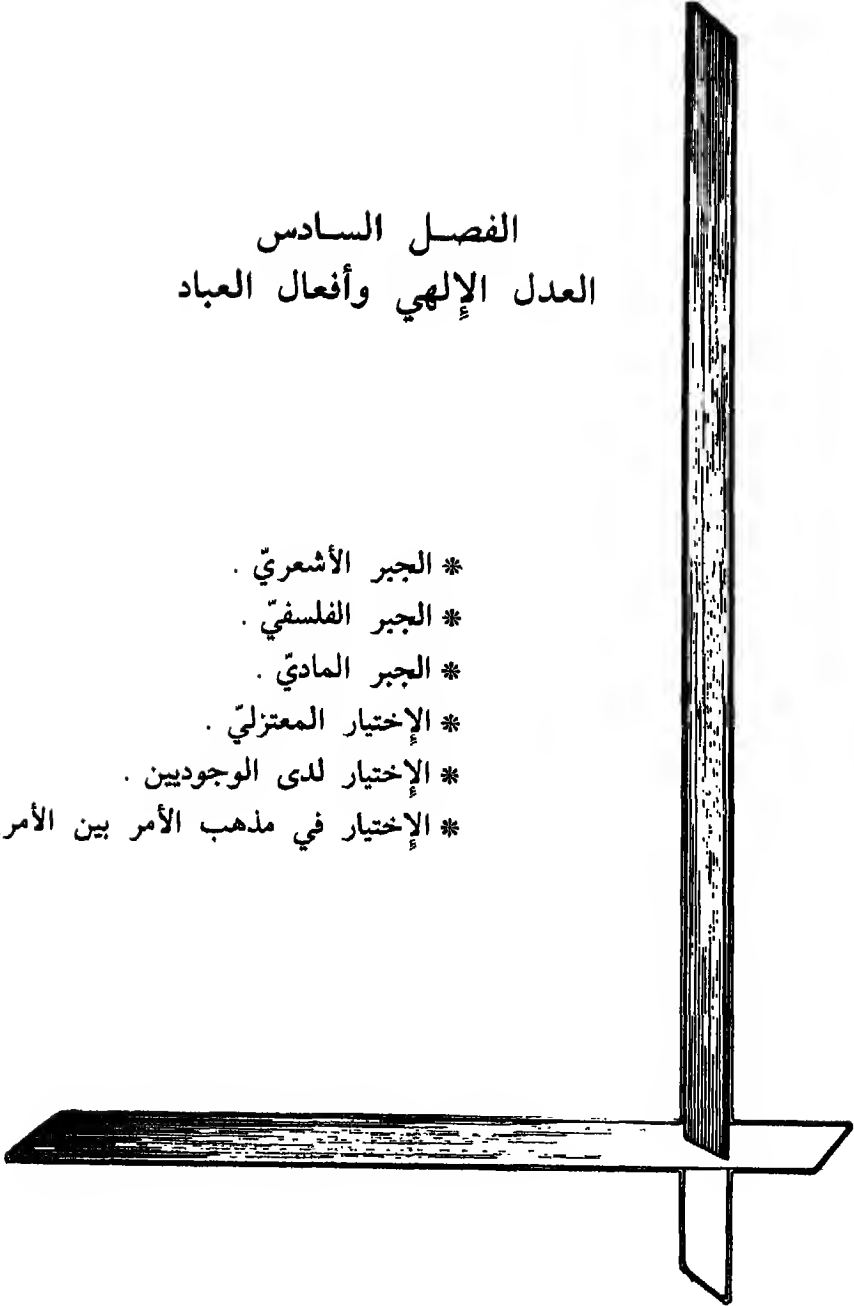 الفصل السادس
العدل الإلهي وأفعال العباد
* الجبر الأشعريّ .
* الجبر الفلسفيّ .
* الجبر الماديّ .
* الإختيار المعتزليّ .
* الإختيار لدى الوجوديين .
* الإختيار في مذهب الأمر بين الأمر